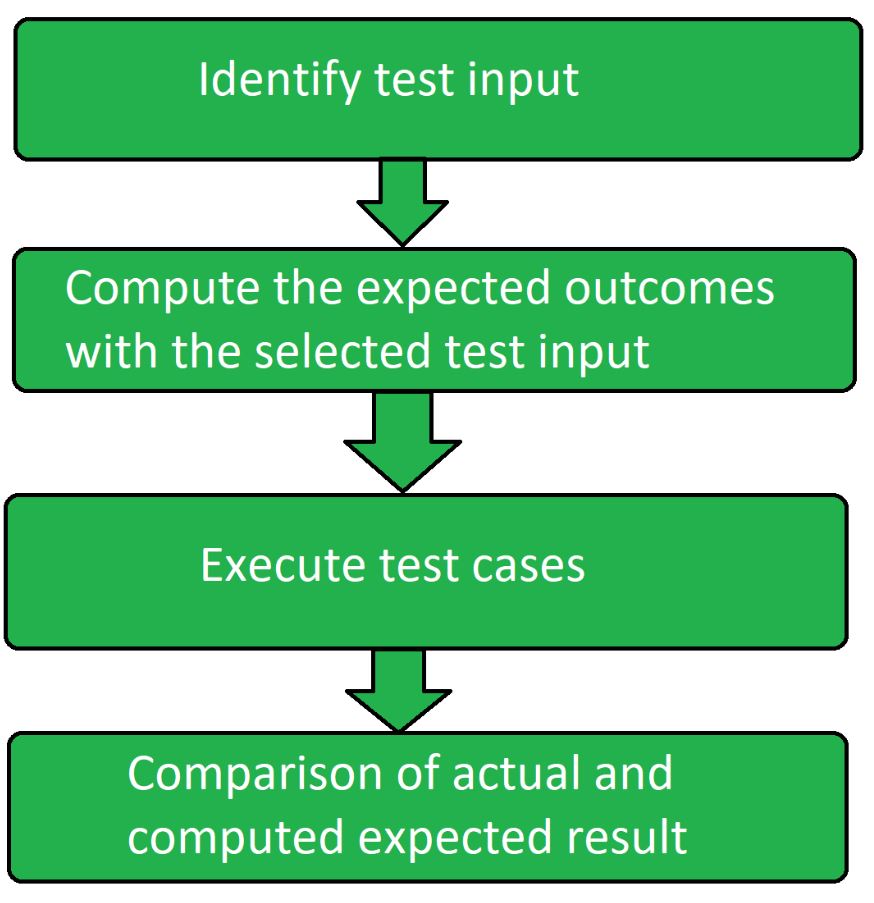 Identify test input
Compute the expected outcomes
with the selected test input
Execute test cases
Comparison of actual and
computed expected result